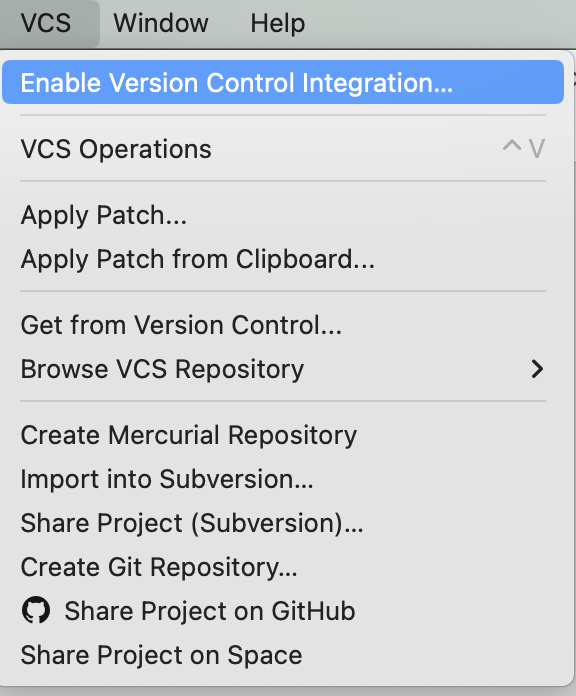 VCS Window Help
Enable Version Control Integration...
VCS Operations ^ V
Apply Patch...
Apply Patch from Clipboard...
Get from Version Control...
Browse VCS Repository
Create Mercurial Repository
Import into Subversion...
Share Project (Subversion)...
Create Git Repository...
Share Project on GitHub
Share Project on Space